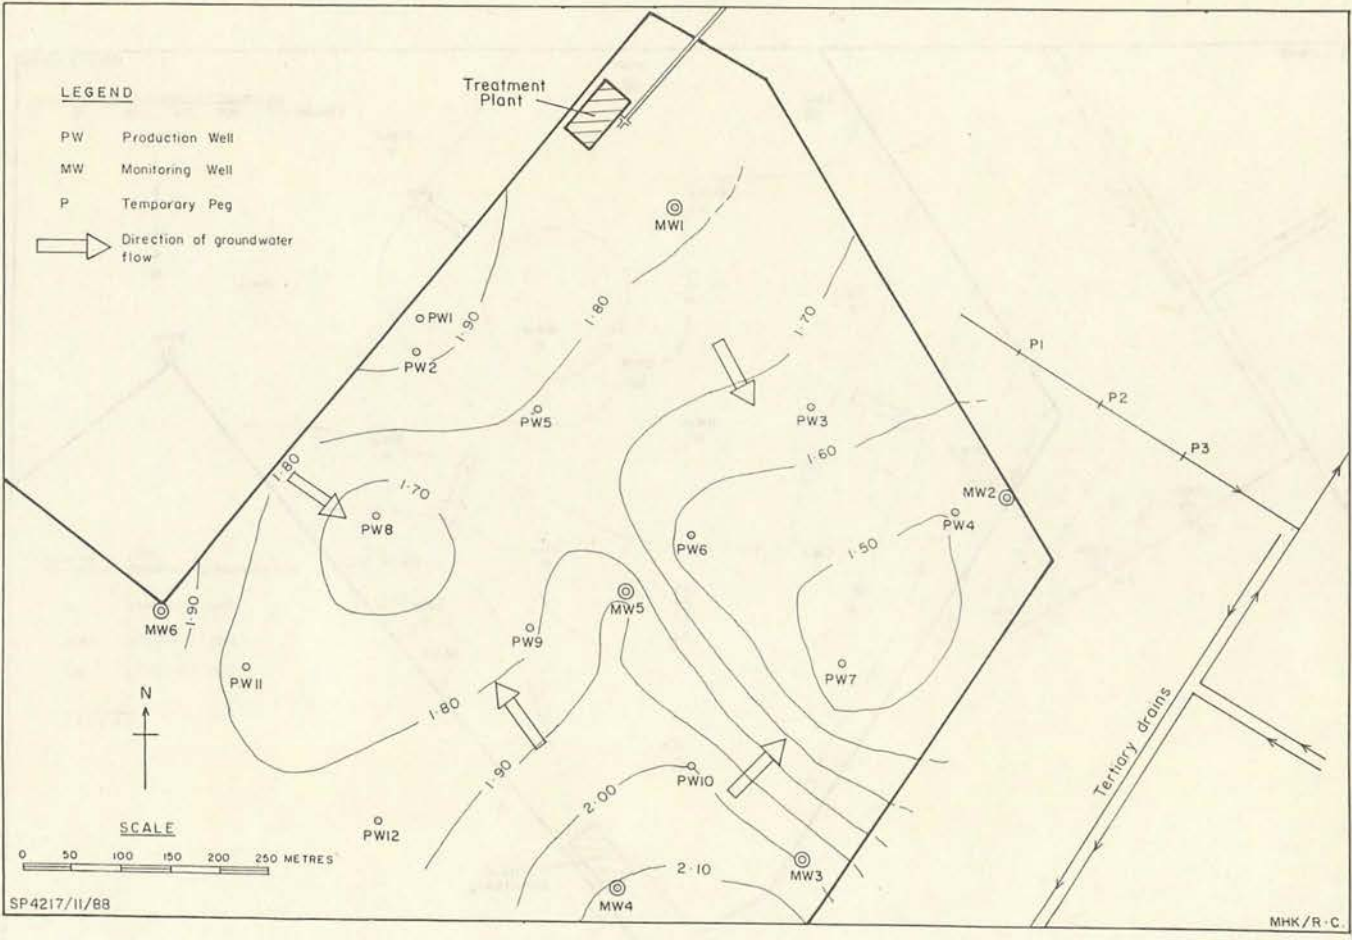 LEGEND
PW Production Well
MW Monitoring Well
P Temporary Peg
Direction of groundwater
flow
Treatment
Plant
MW1
PW1
1·90
PW2
1·80
1·70
PW5
PW3
P1
P2
P3
1·60
1·80
1·70
PW8
MW2
PW4
PW6
1·50
1·90
MW6
MW5
PW9
PW11
PW7
N
1·80
1·90
PW10
2·00
Tertiary drains
PW12
2·10
MW3
MW4
SCALE
0 50 100 150 200 250 METRES
SP4217/11/88
MHK/R·C.